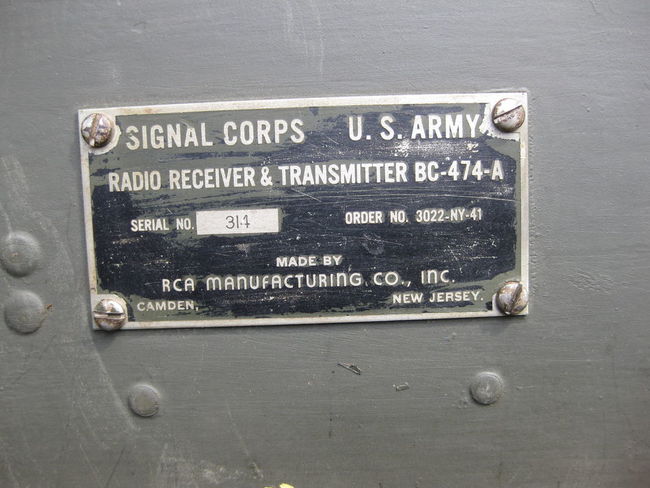 SIGNAL CORPS U. S. ARMY
RADIO RECEIVER & TRANSMITTER BC-474-A
SERIAL NO. 314 ORDER NO. 3022-NY-41
MADE BY
RCA MANUFACTURING CO., INC.
CAMDEN, NEW JERSEY.